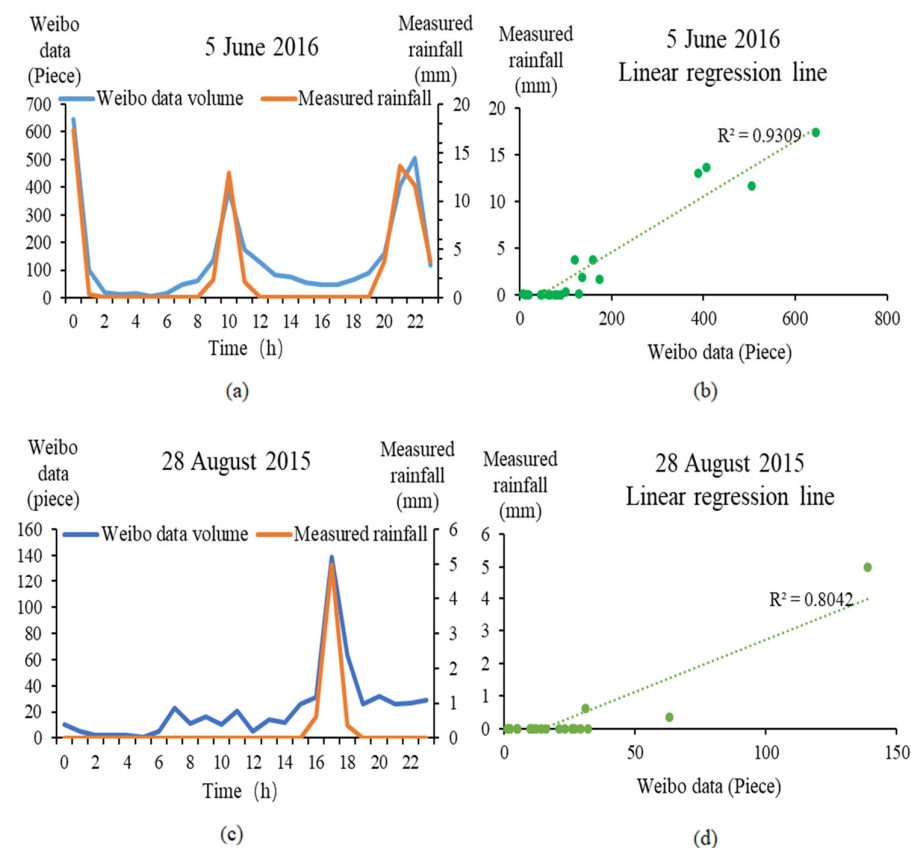 Weibo
data
(Piece)
5 June 2016
Measured
rainfall
(mm)
Weibo data volume
Measured rainfall
700
600
500
400
300
200
100
0
20
15
10
5
0
0 2 4 6 8 10 12 14 16 18 20 22
Time (h)
(a)
Measured
rainfall
(mm)
5 June 2016
Linear regression line
20
15
10
5
0
R² = 0.9309
0 200 400 600 800
Weibo data (Piece)
(b)
Weibo
data
(piece)
28 August 2015
Measured
rainfall
(mm)
Weibo data volume
Measured rainfall
160
140
120
100
80
60
40
20
0
6
5
4
3
2
1
0
0 2 4 6 8 10 12 14 16 18 20 22
Time (h)
(c)
Measured
rainfall
(mm)
28 August 2015
Linear regression line
6
5
4
3
2
1
0
R² = 0.8042
0 50 100 150
Weibo data (Piece)
(d)